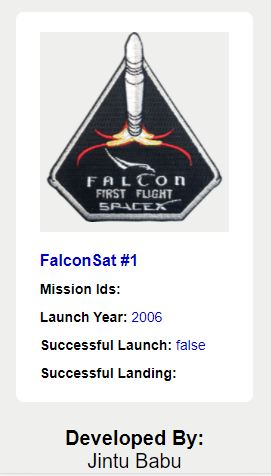 FALCON
FIRST FLIGHT
SPACEX
FalconSat #1
Mission Ids:
Launch Year: 2006
Successful Launch: false
Successful Landing:
Developed By:
Jintu Babu